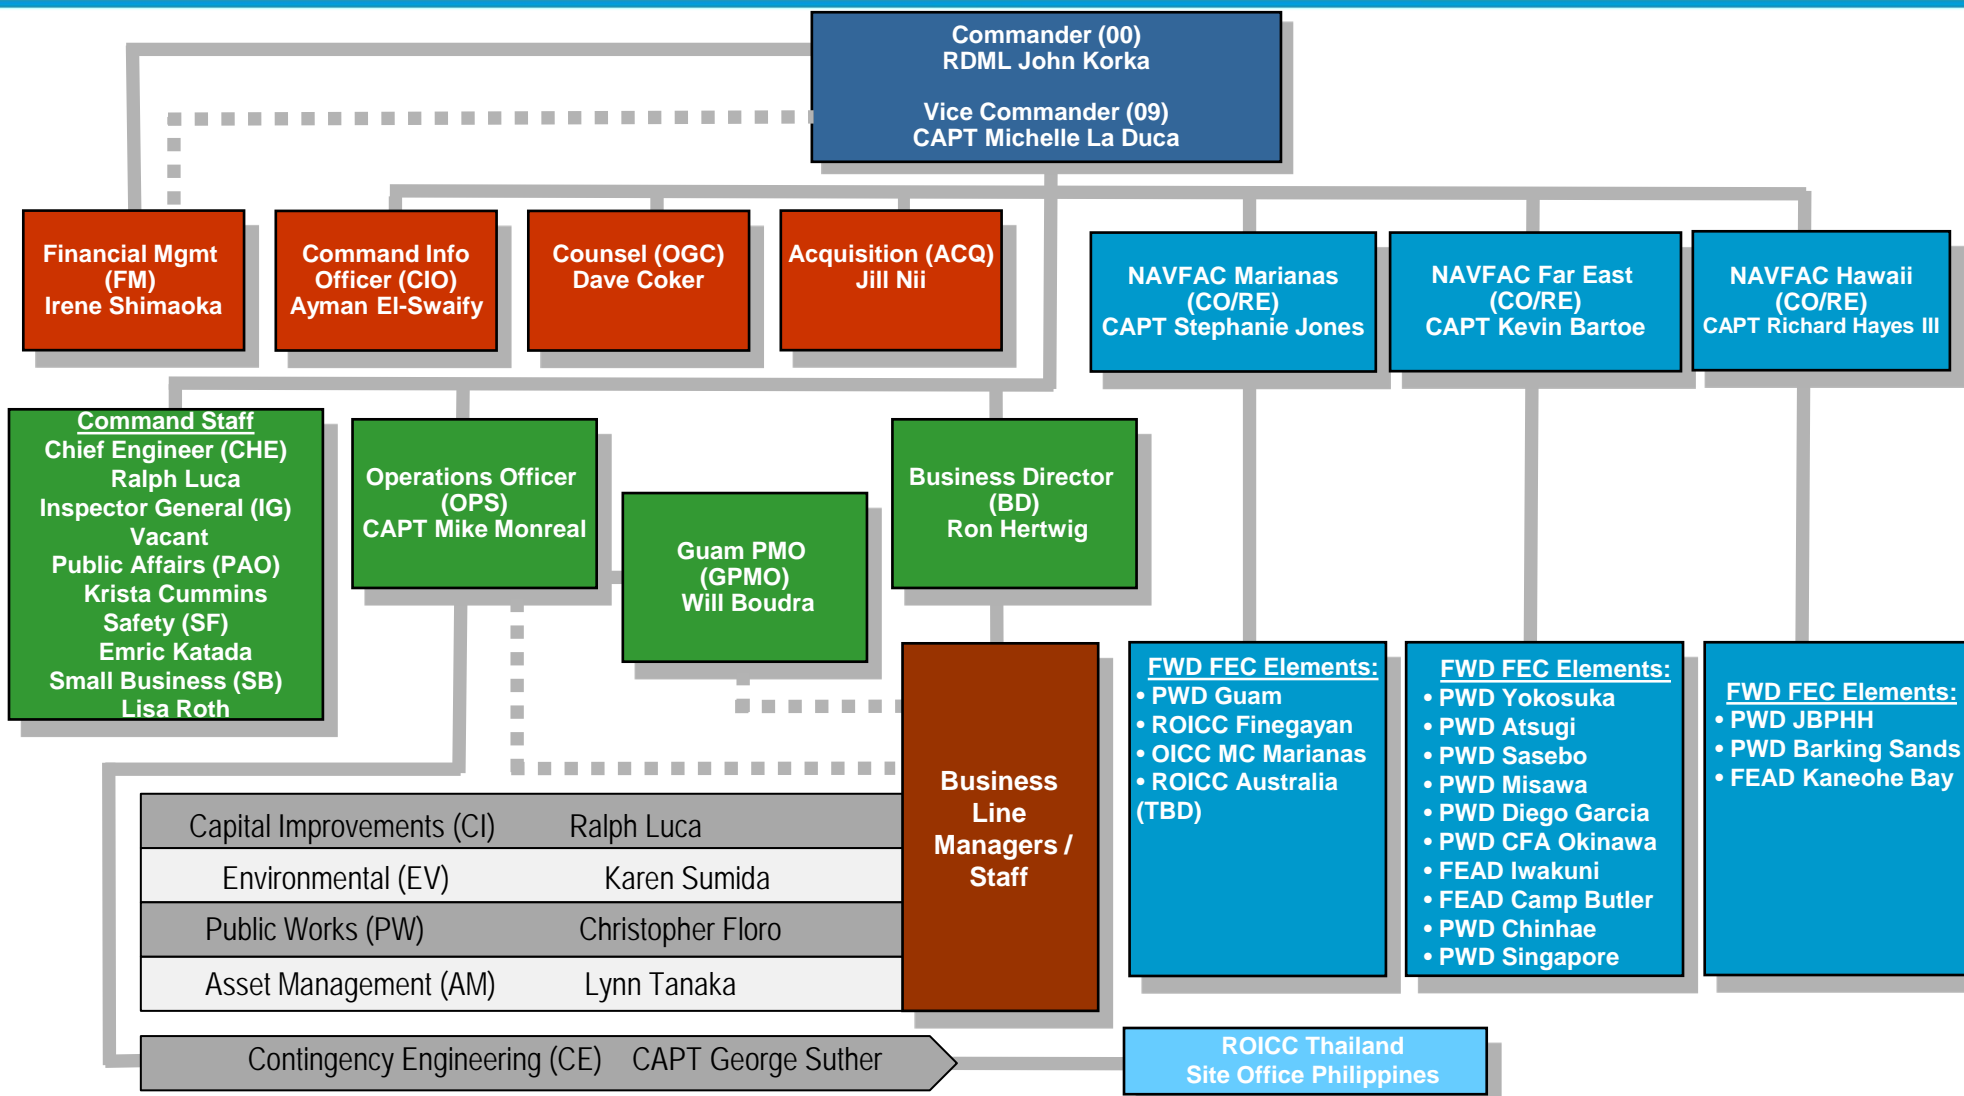 Commander (00)
RDML John Korka
Vice Commander (09)
CAPT Michelle La Duca
Financial Mgmt
(FM)
Irene Shimaoka
Command Info
Officer (CIO)
Ayman El-Swaify
Counsel (OGC)
Dave Coker
Acquisition (ACQ)
Jill Nii
NAVFAC Marianas
(CO/RE)
CAPT Stephanie Jones
NAVFAC Far East
(CO/RE)
CAPT Kevin Bartoe
NAVFAC Hawaii
(CO/RE)
CAPT Richard Hayes III
Command Staff
Chief Engineer (CHE)
Ralph Luca
Inspector General (IG)
Vacant
Public Affairs (PAO)
Krista Cummins
Safety (SF)
Emric Katada
Small Business (SB)
Lisa Roth
Operations Officer
(OPS)
CAPT Mike Monreal
Guam PMO
(GPMO)
Will Boudra
Business Director
(BD)
Ron Hertwig
Business
Line
Managers /
Staff
FWD FEC Elements:
• PWD Guam
• ROICC Finegayan
• OICC MC Marianas
• ROICC Australia
(TBD)
FWD FEC Elements:
• PWD Yokosuka
• PWD Atsugi
• PWD Sasebo
• PWD Misawa
• PWD Diego Garcia
• PWD CFA Okinawa
• FEAD Iwakuni
• FEAD Camp Butler
• PWD Chinhae
• PWD Singapore
FWD FEC Elements:
• PWD JBPHH
• PWD Barking Sands
• FEAD Kaneohe Bay
Capital Improvements (CI) Ralph Luca
Environmental (EV) Karen Sumida
Public Works (PW) Christopher Floro
Asset Management (AM) Lynn Tanaka
Contingency Engineering (CE) CAPT George Suther
ROICC Thailand
Site Office Philippines